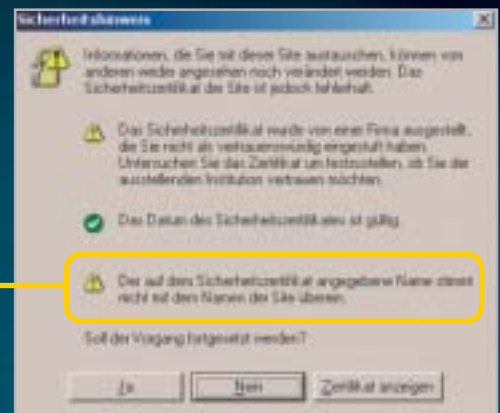 Sicherheitshinweis
Informationen, die Sie mit dieser Site austauschen, können von
anderen weder angesehen noch verändert werden. Das
Sicherheitszertifikat der Site ist jedoch fehlerhaft.
Das Sicherheitszertifikat wurde von einer Firma ausgestellt,
die Sie nicht als vertrauenswürdig eingestuft haben.
Untersuchen Sie das Zertifikat um festzustellen, ob Sie der
ausstellenden Institution vertrauen möchten.
Das Datum des Sicherheitszertifikates ist gültig.
Der auf dem Sicherheitszertifikat angegebene Name stimmt
nicht mit dem Namen der Site überein.
Soll der Vorgang fortgesetzt werden?
Ja
Nein
Zertifikat anzeigen